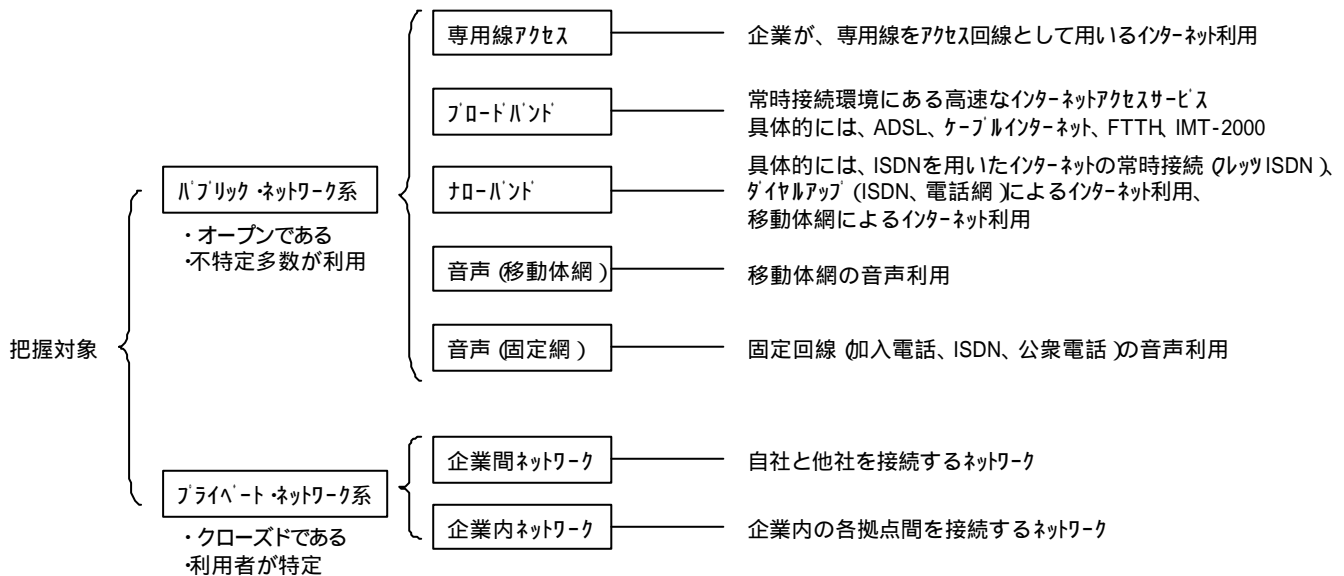 専用線アクセス
企業が、専用線をアクセス回線として用いるインターネット利用
ブロードバンド
常時接続環境にある高速なインターネットアクセスサービス
具体的には、ADSL、ケーブルインターネット、FTTH、IMT-2000
パブリック・ネットワーク系
・オープンである
・不特定多数が利用
ナローバンド
具体的には、ISDNを用いたインターネットの常時接続(フレッツISDN)、
ダイヤルアップ(ISDN、電話網)によるインターネット利用、
移動体網によるインターネット利用
音声(移動体網)
移動体網の音声利用
音声(固定網)
固定回線(加入電話、ISDN、公衆電話)の音声利用
把握対象
プライベート・ネットワーク系
・クローズドである
・利用者が特定
企業間ネットワーク
自社と他社を接続するネットワーク
企業内ネットワーク
企業内の各拠点間を接続するネットワーク